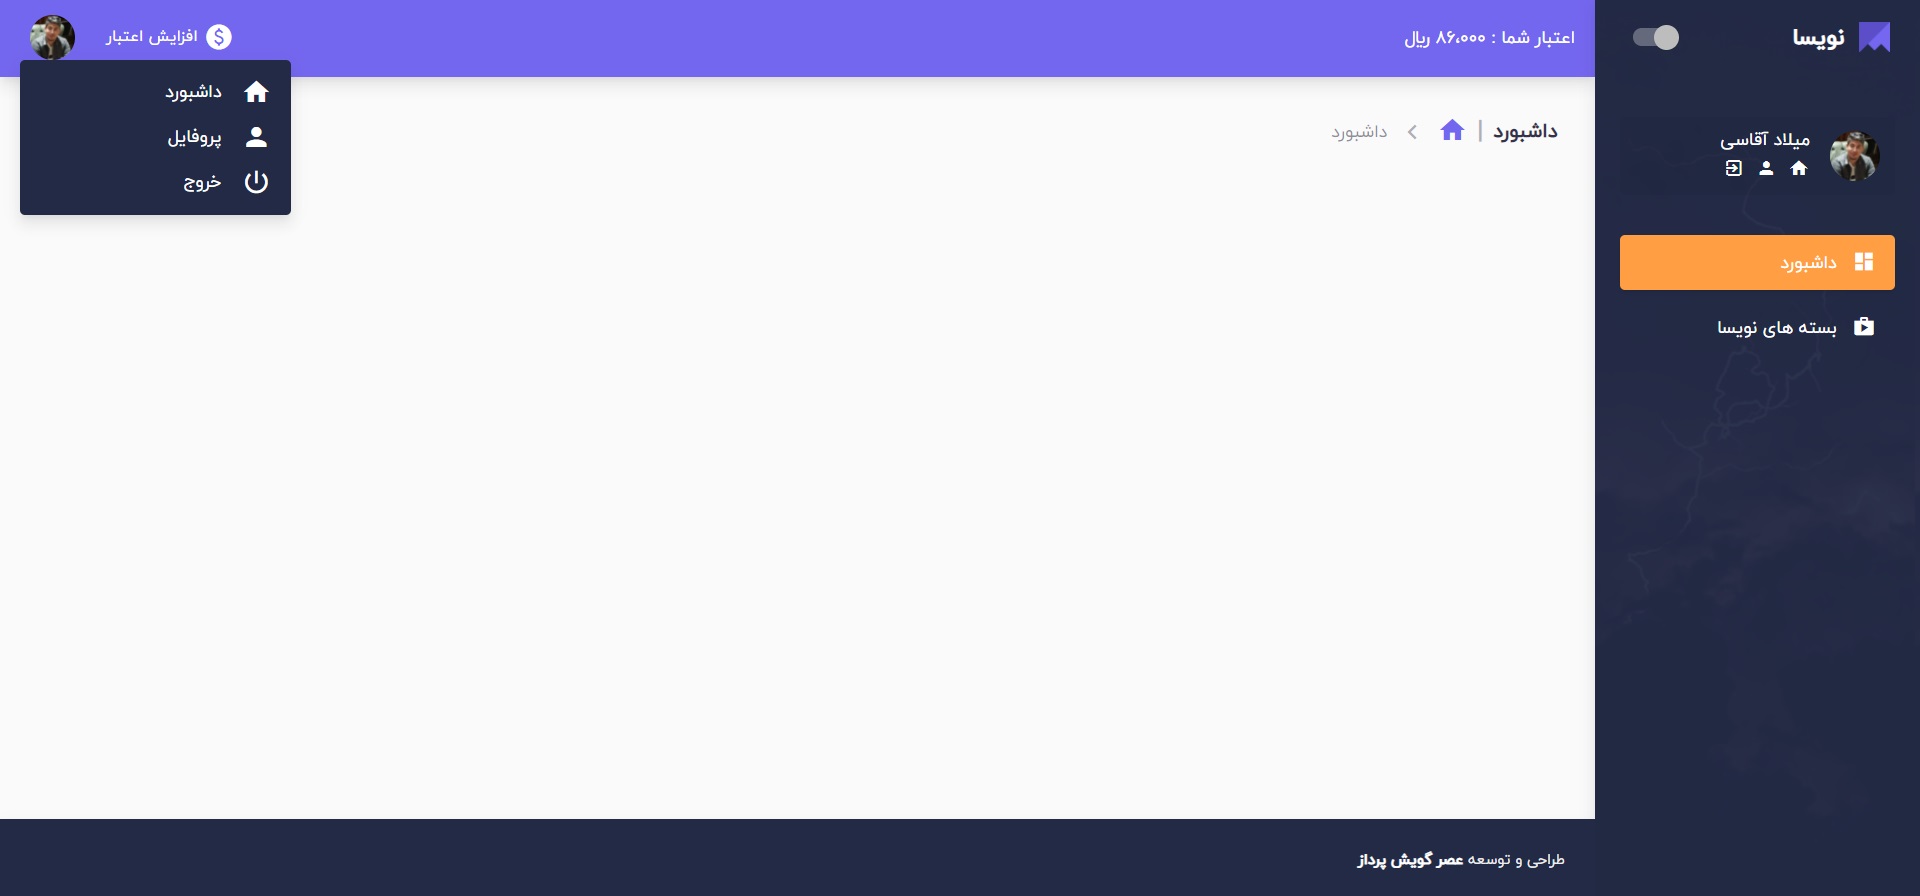 نویسا
اعتبار شما : ۸۶،۰۰۰ ریال
افزایش اعتبار
میلاد آقاسی
داشبورد
بسته های نویسا
داشبورد | داشبورد
داشبورد
پروفایل
خروج
طراحی و توسعه عصر گویش پرداز